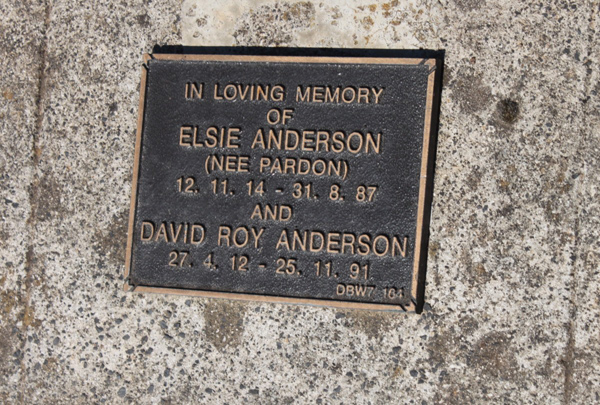 IN LOVING MEMORY
OF
ELSIE ANDERSON
(NEE PARDON)
12. 11. 14 - 31. 8. 87
AND
DAVID ROY ANDERSON
27. 4. 12 - 25. 11. 91
DBW7 164